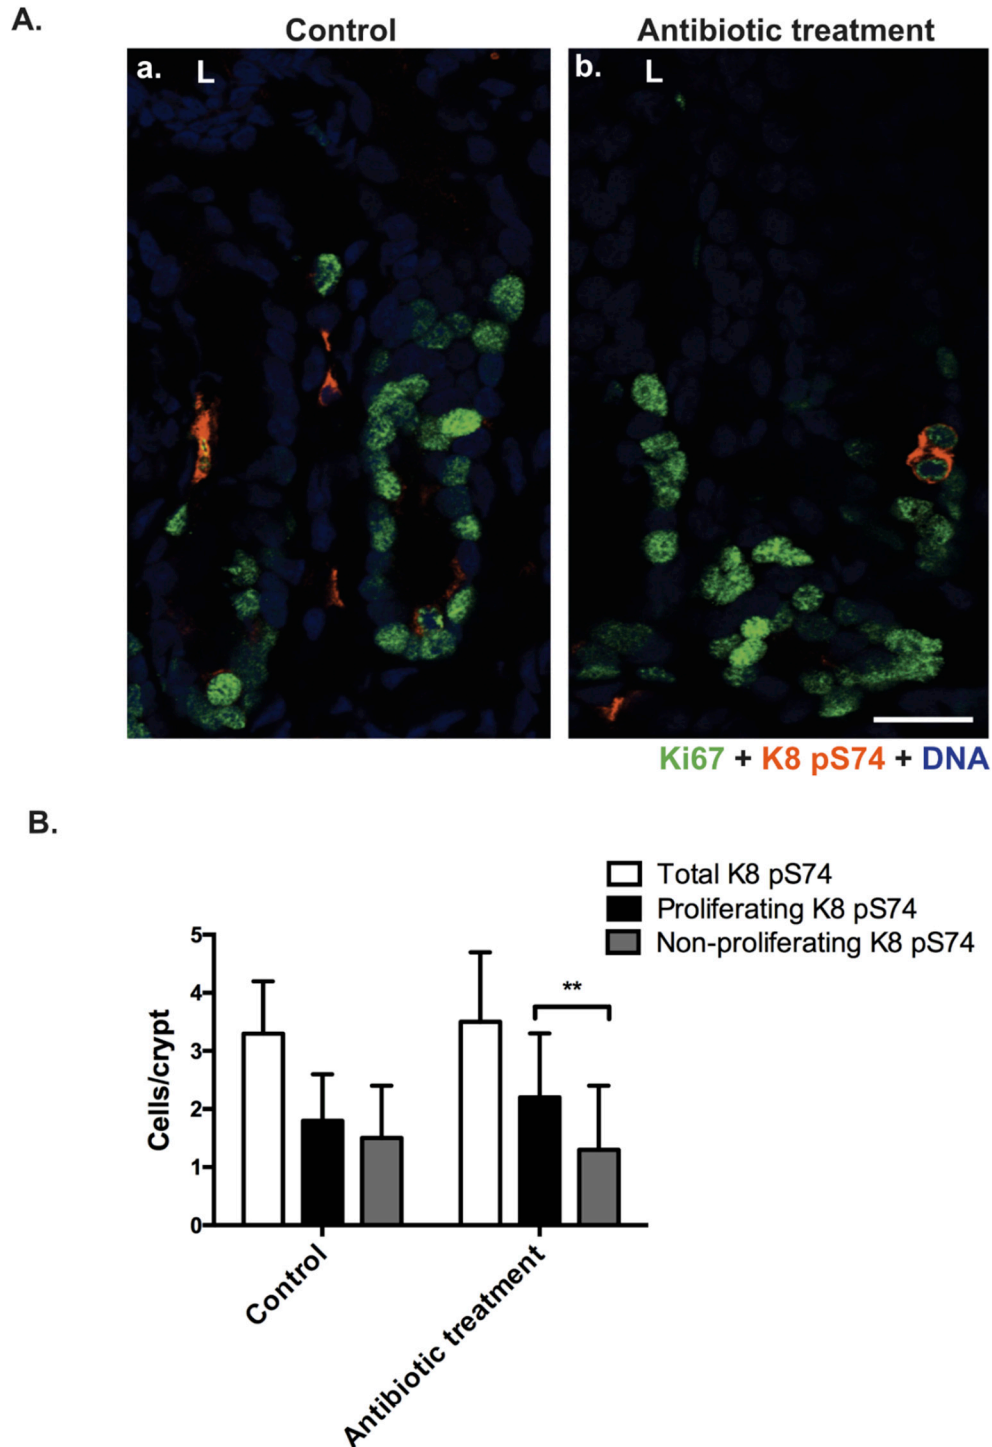 A.
Control
Antibiotic treatment
a. L
b. L
Ki67 + K8 pS74 + DNA
B.
Total K8 pS74
Proliferating K8 pS74
Non-proliferating K8 pS74
5
4
3
2
1
0
Cells/crypt
**
Control
Antibiotic treatment